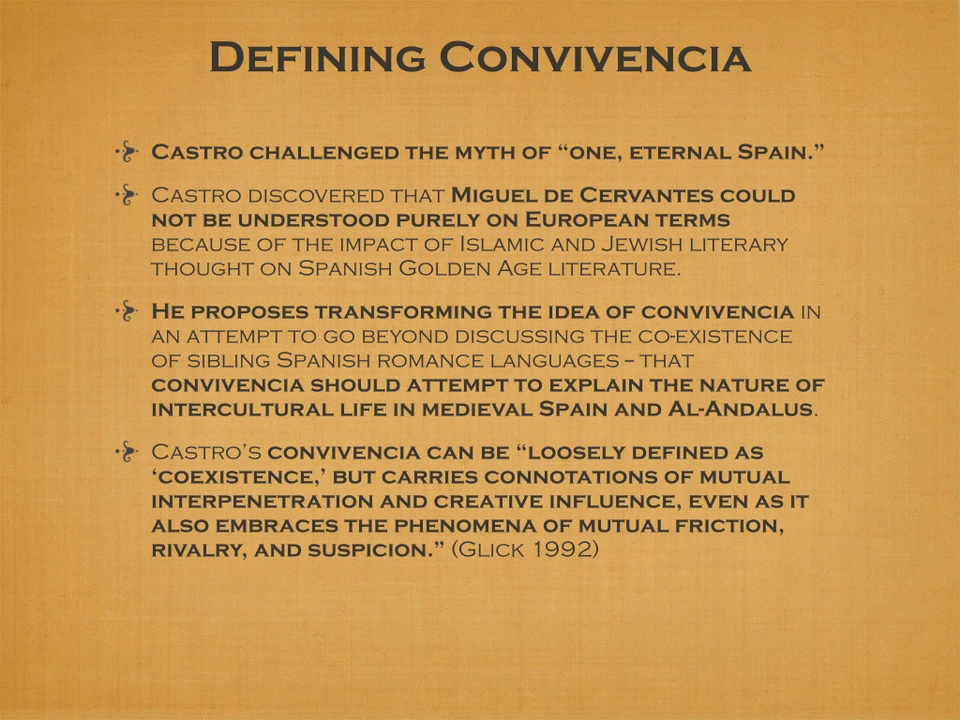 Defining Convivencia
Castro challenged the myth of “one, eternal Spain.”
Castro discovered that Miguel de Cervantes could
not be understood purely on European terms
because of the impact of Islamic and Jewish literary
thought on Spanish Golden Age literature.
He proposes transforming the idea of convivencia in
an attempt to go beyond discussing the co-existence
of sibling Spanish romance languages – that
convivencia should attempt to explain the nature of
intercultural life in medieval Spain and Al-Andalus.
Castro’s convivencia can be “loosely defined as
‘coexistence,’ but carries connotations of mutual
interpenetration and creative influence, even as it
also embraces the phenomena of mutual friction,
rivalry, and suspicion.” (Glick 1992)